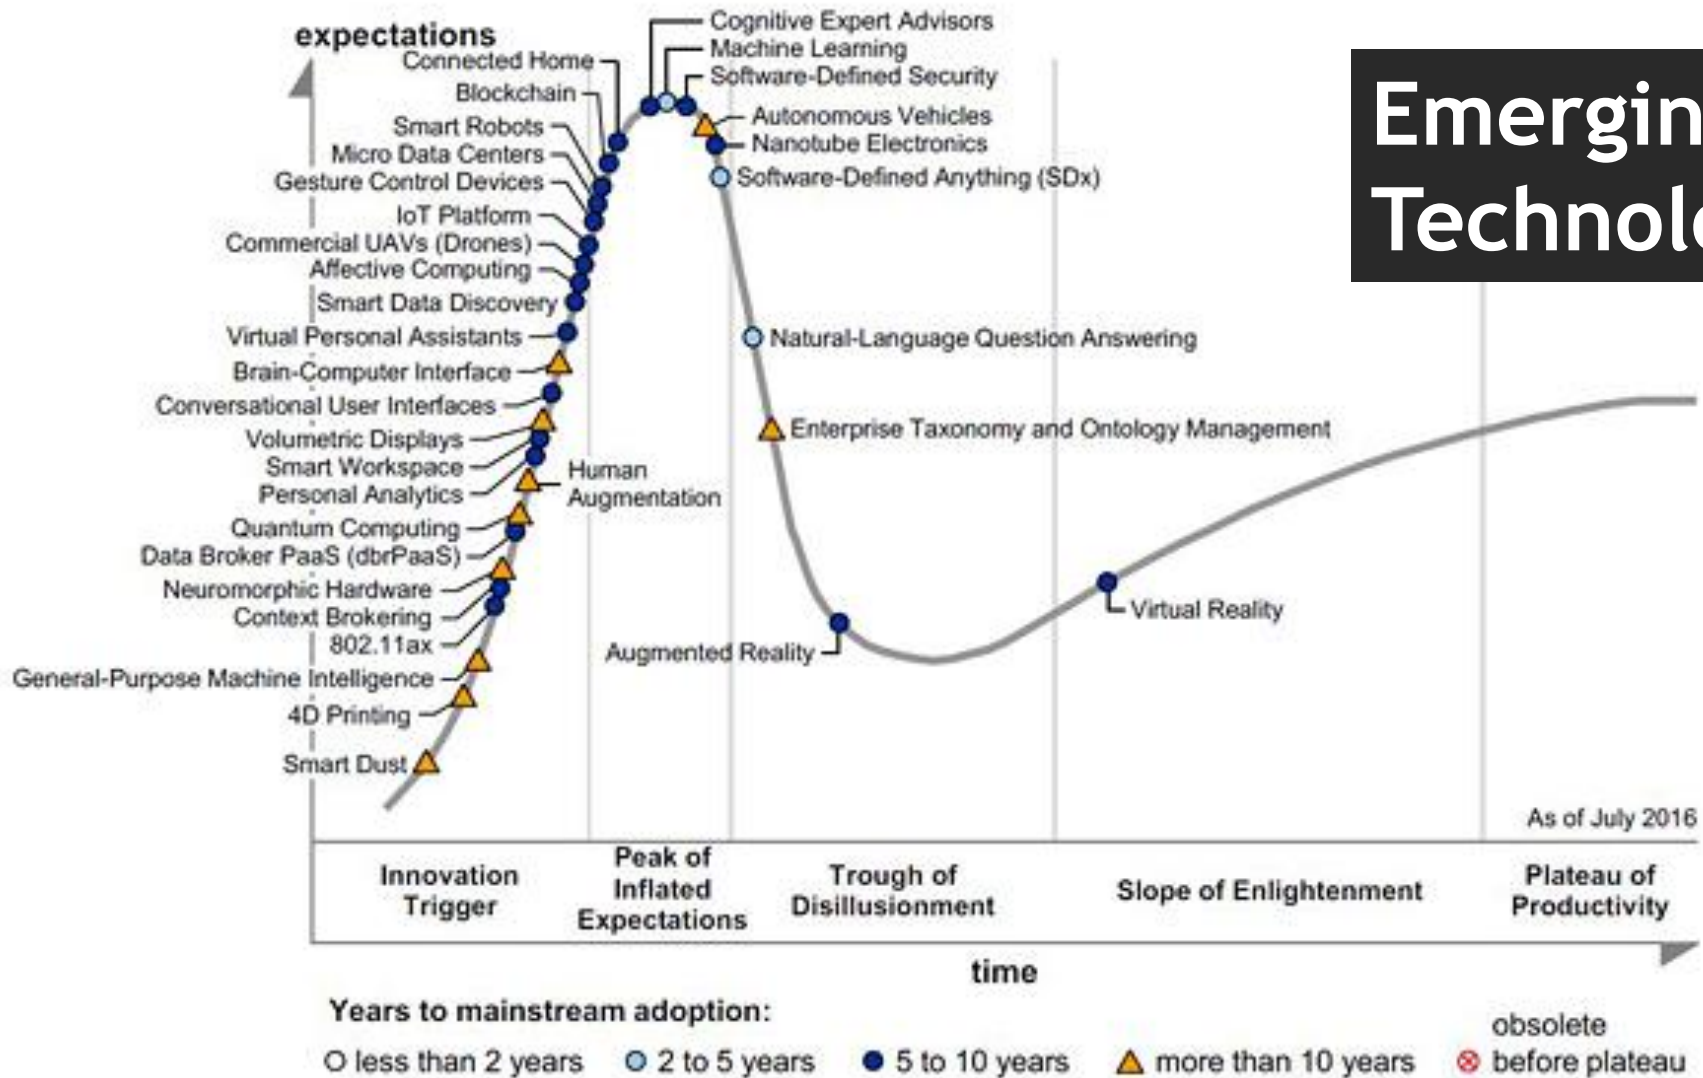 expectations
Connected Home
Blockchain
Smart Robots
Micro Data Centers
Gesture Control Devices
IoT Platform
Commercial UAVs (Drones)
Affective Computing
Smart Data Discovery
Virtual Personal Assistants
Brain-Computer Interface
Conversational User Interfaces
Volumetric Displays
Smart Workspace
Personal Analytics
Quantum Computing
Data Broker PaaS (dbrPaaS)
Neuromorphic Hardware
Context Brokering
802.11ax
General-Purpose Machine Intelligence
4D Printing
Smart Dust
Human
Augmentation
Cognitive Expert Advisors
Machine Learning
Software-Defined Security
Autonomous Vehicles
Nanotube Electronics
Software-Defined Anything (SDx)
Natural-Language Question Answering
Enterprise Taxonomy and Ontology Management
Augmented Reality
Virtual Reality
Emergin
Technol
As of July 2016
Innovation
Trigger
Peak of
Inflated
Expectations
Trough of
Disillusionment
Slope of Enlightenment
Plateau of
Productivity
time
Years to mainstream adoption:
less than 2 years
2 to 5 years
5 to 10 years
more than 10 years
obsolete
before plateau